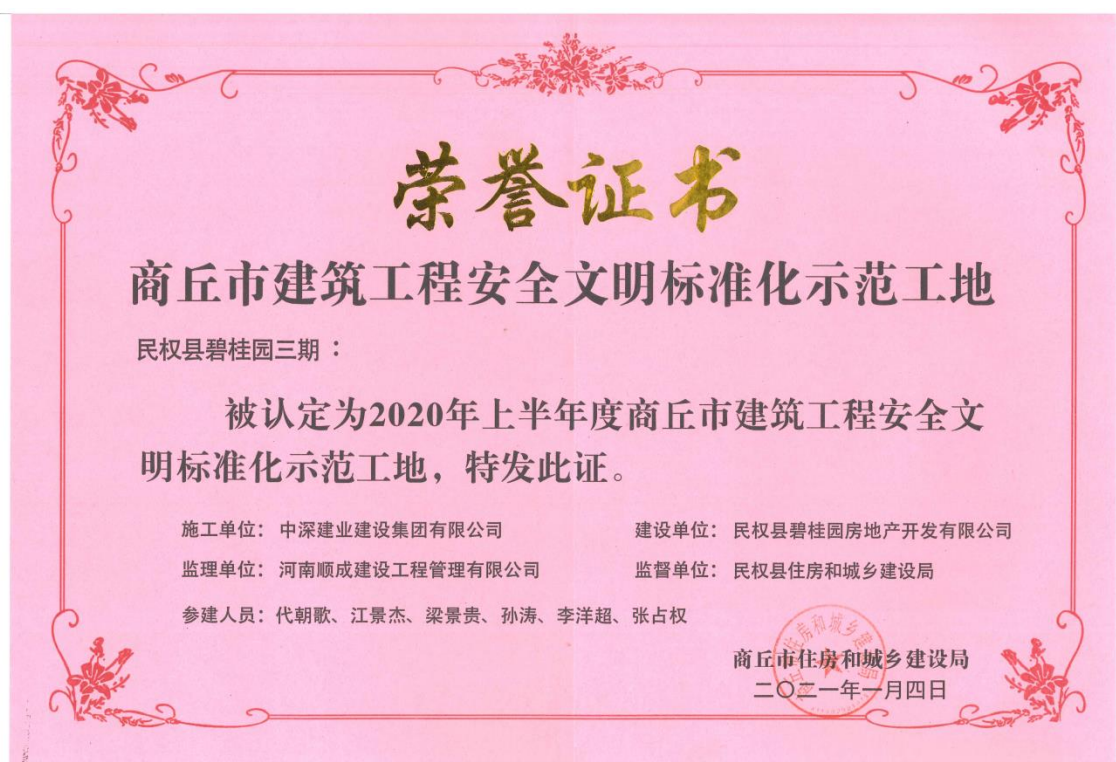 荣誉证书
商丘市建筑工程安全文明标准化示范工地
民权县碧桂园三期：
被认定为2020年上半年度商丘市建筑工程安全文
明标准化示范工地，特发此证。
施工单位：中深建业建设集团有限公司 建设单位：民权县碧桂园房地产开发有限公司
监理单位：河南顺成建设工程管理有限公司 监督单位：民权县住房和城乡建设局
参建人员：代朝歌、江景杰、梁景贵、孙涛、李洋超、张占权
商丘市住房和城乡建设局
二〇二一年一月四日